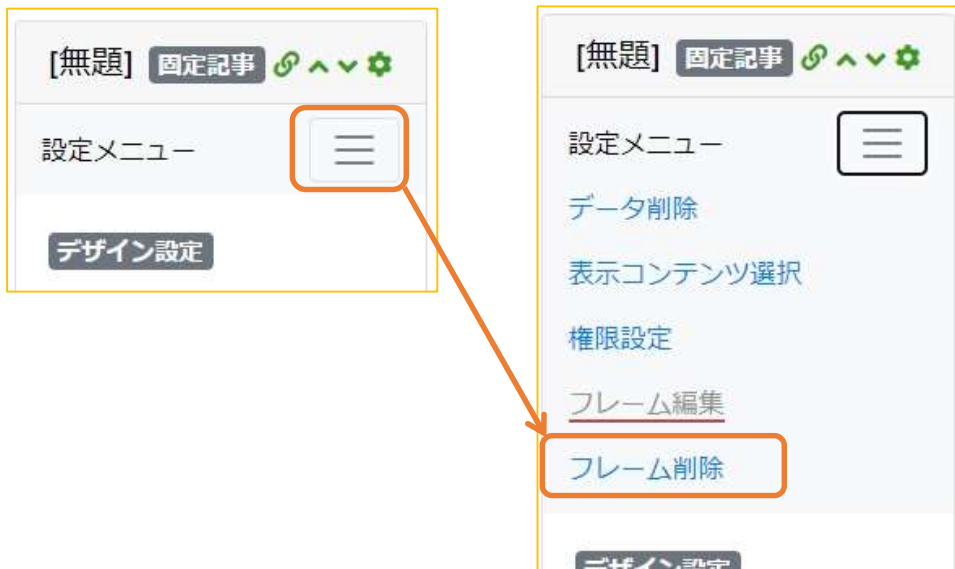 [無題] 固定記事
設定メニュー
デザイン設定
[無題] 固定記事
設定メニュー
データ削除
表示コンテンツ選択
権限設定
フレーム編集
フレーム削除
デザイン設定